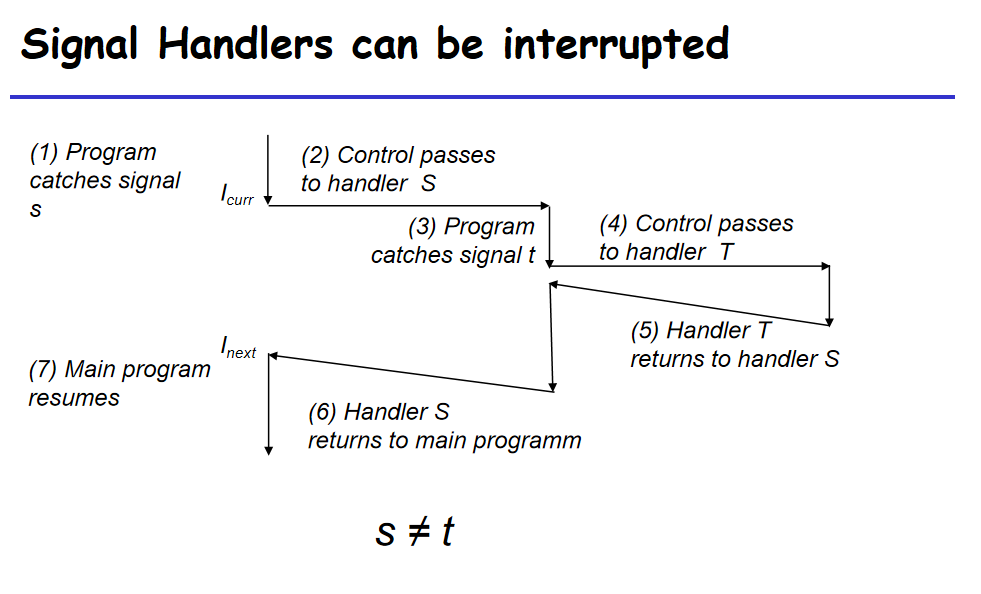 Signal Handlers can be interrupted
(1) Program
catches signal
s
I curr
(2) Control passes
to handler S
(3) Program
catches signal t
(4) Control passes
to handler T
(5) Handler T
returns to handler S
I next
(6) Handler S
returns to main programm
(7) Main program
resumes
s ≠ t